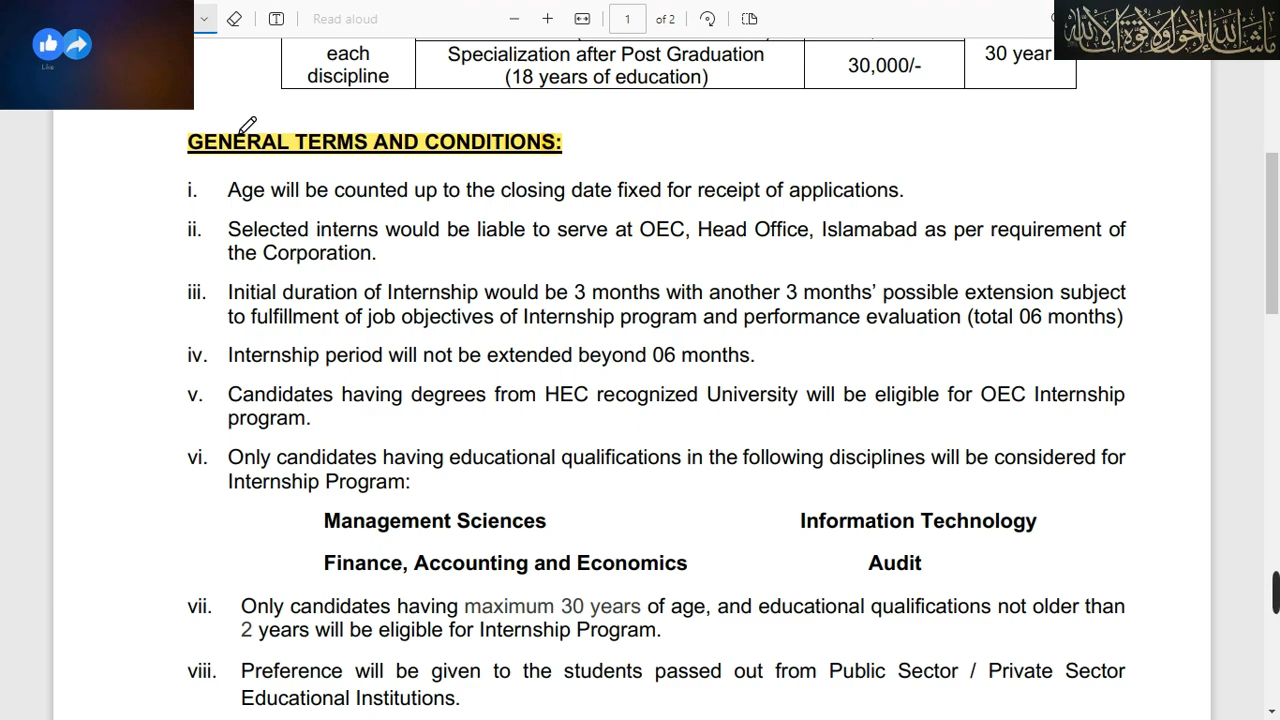 Read aloud
1 of 2
Like
ماشاء الله لا حول ولا قوة إلا بالله
each
discipline
Specialization after Post Graduation
(18 years of education)
30,000/-
30 year
GENERAL TERMS AND CONDITIONS:
i. Age will be counted up to the closing date fixed for receipt of applications.
ii. Selected interns would be liable to serve at OEC, Head Office, Islamabad as per requirement of
the Corporation.
iii. Initial duration of Internship would be 3 months with another 3 months’ possible extension subject
to fulfillment of job objectives of Internship program and performance evaluation (total 06 months)
iv. Internship period will not be extended beyond 06 months.
v. Candidates having degrees from HEC recognized University will be eligible for OEC Internship
program.
vi. Only candidates having educational qualifications in the following disciplines will be considered for
Internship Program:
Management Sciences Information Technology
Finance, Accounting and Economics Audit
vii. Only candidates having maximum 30 years of age, and educational qualifications not older than
2 years will be eligible for Internship Program.
viii. Preference will be given to the students passed out from Public Sector / Private Sector
Educational Institutions.